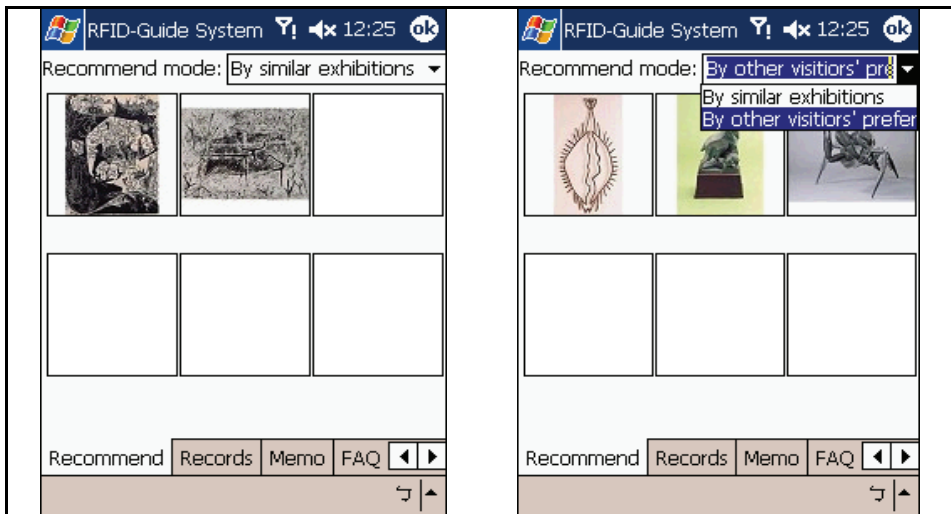 RFID-Guide System 12:25 ok
Recommend mode: By similar exhibitions
Recommend Records Memo FAQ
ㄅ
RFID-Guide System 12:25 ok
Recommend mode: By other visitiors' pre
By similar exhibitions
By other visitiors' prefer
Recommend Records Memo FAQ
ㄅ